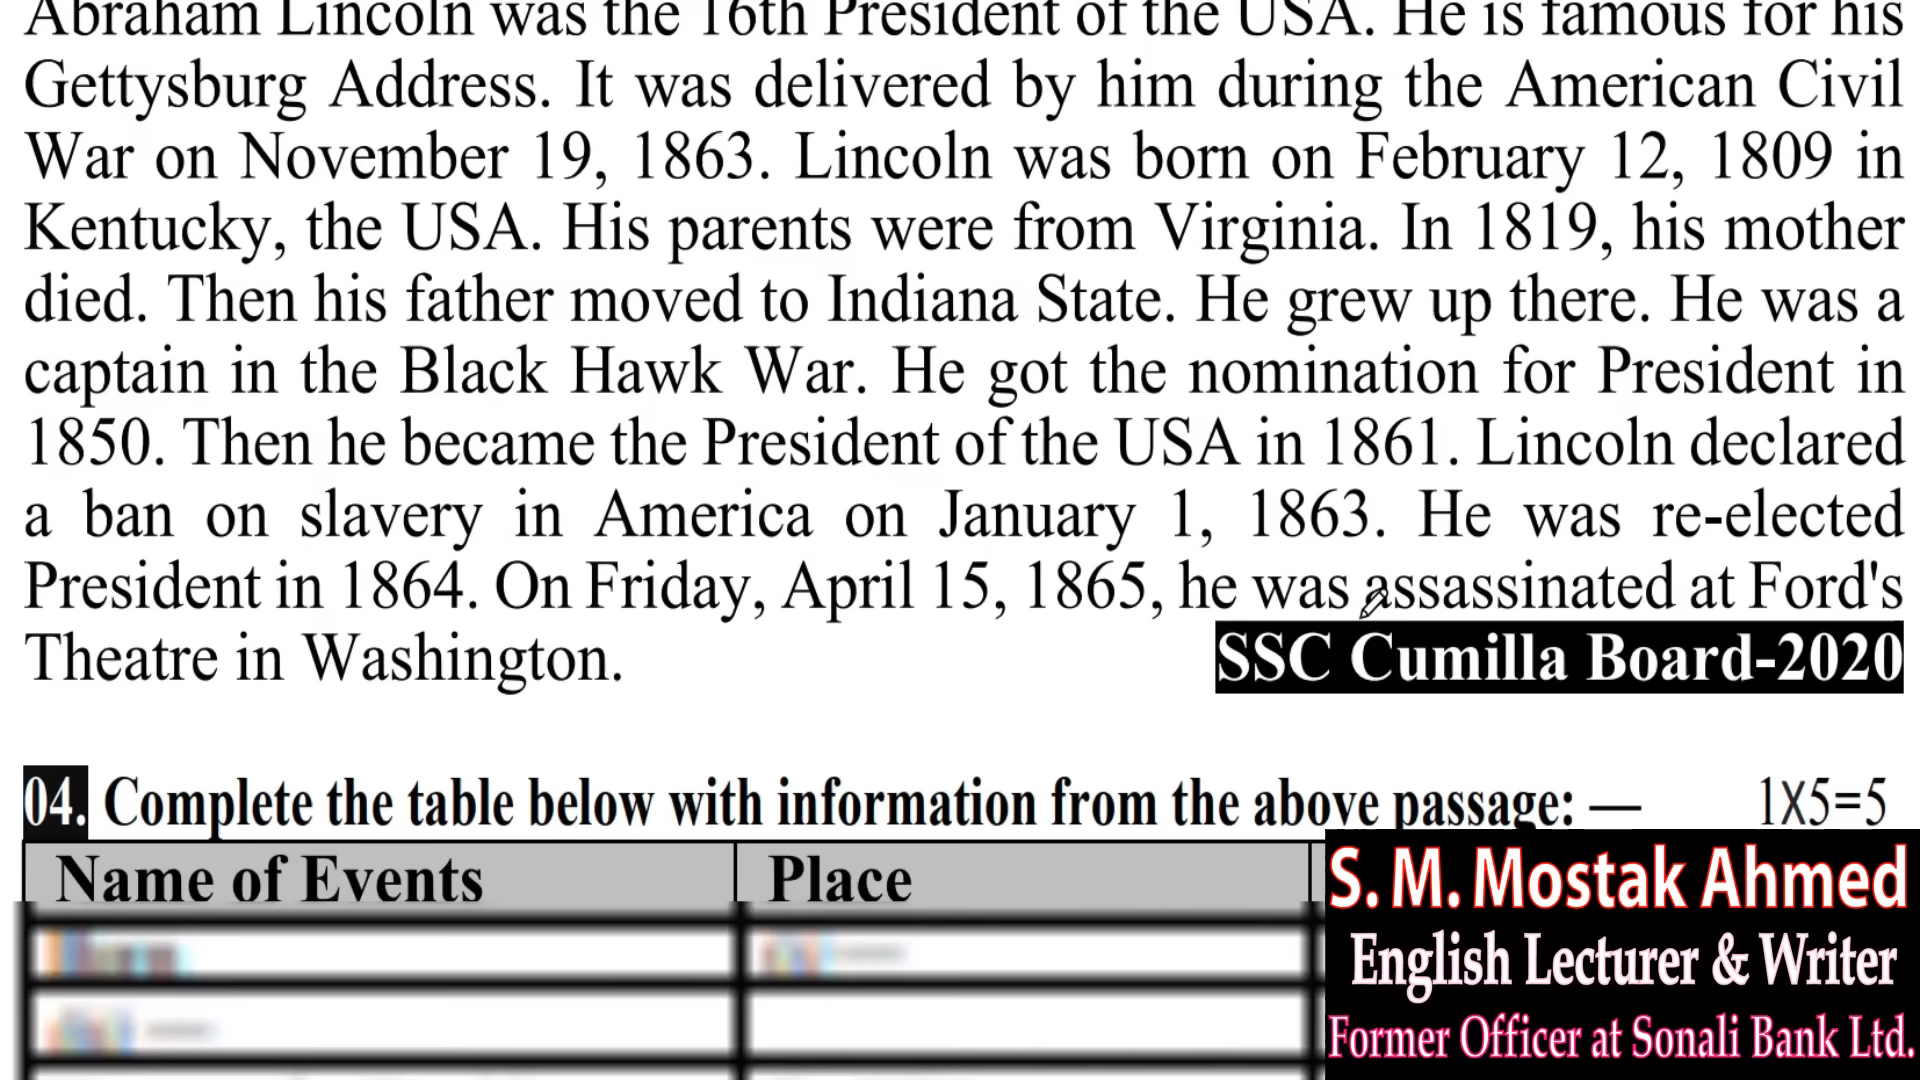 Abraham Lincoln was the 16th President of the USA. He is famous for his
Gettysburg Address. It was delivered by him during the American Civil
War on November 19, 1863. Lincoln was born on February 12, 1809 in
Kentucky, the USA. His parents were from Virginia. In 1819, his mother
died. Then his father moved to Indiana State. He grew up there. He was a
captain in the Black Hawk War. He got the nomination for President in
1850. Then he became the President of the USA in 1861. Lincoln declared
a ban on slavery in America on January 1, 1863. He was re-elected
President in 1864. On Friday, April 15, 1865, he was assassinated at Ford's
Theatre in Washington. SSC Cumilla Board-2020
04. Complete the table below with information from the above passage: — 1X5=5
Name of Events Place
S. M. Mostak Ahmed
English Lecturer & Writer
Former Officer at Sonali Bank Ltd.